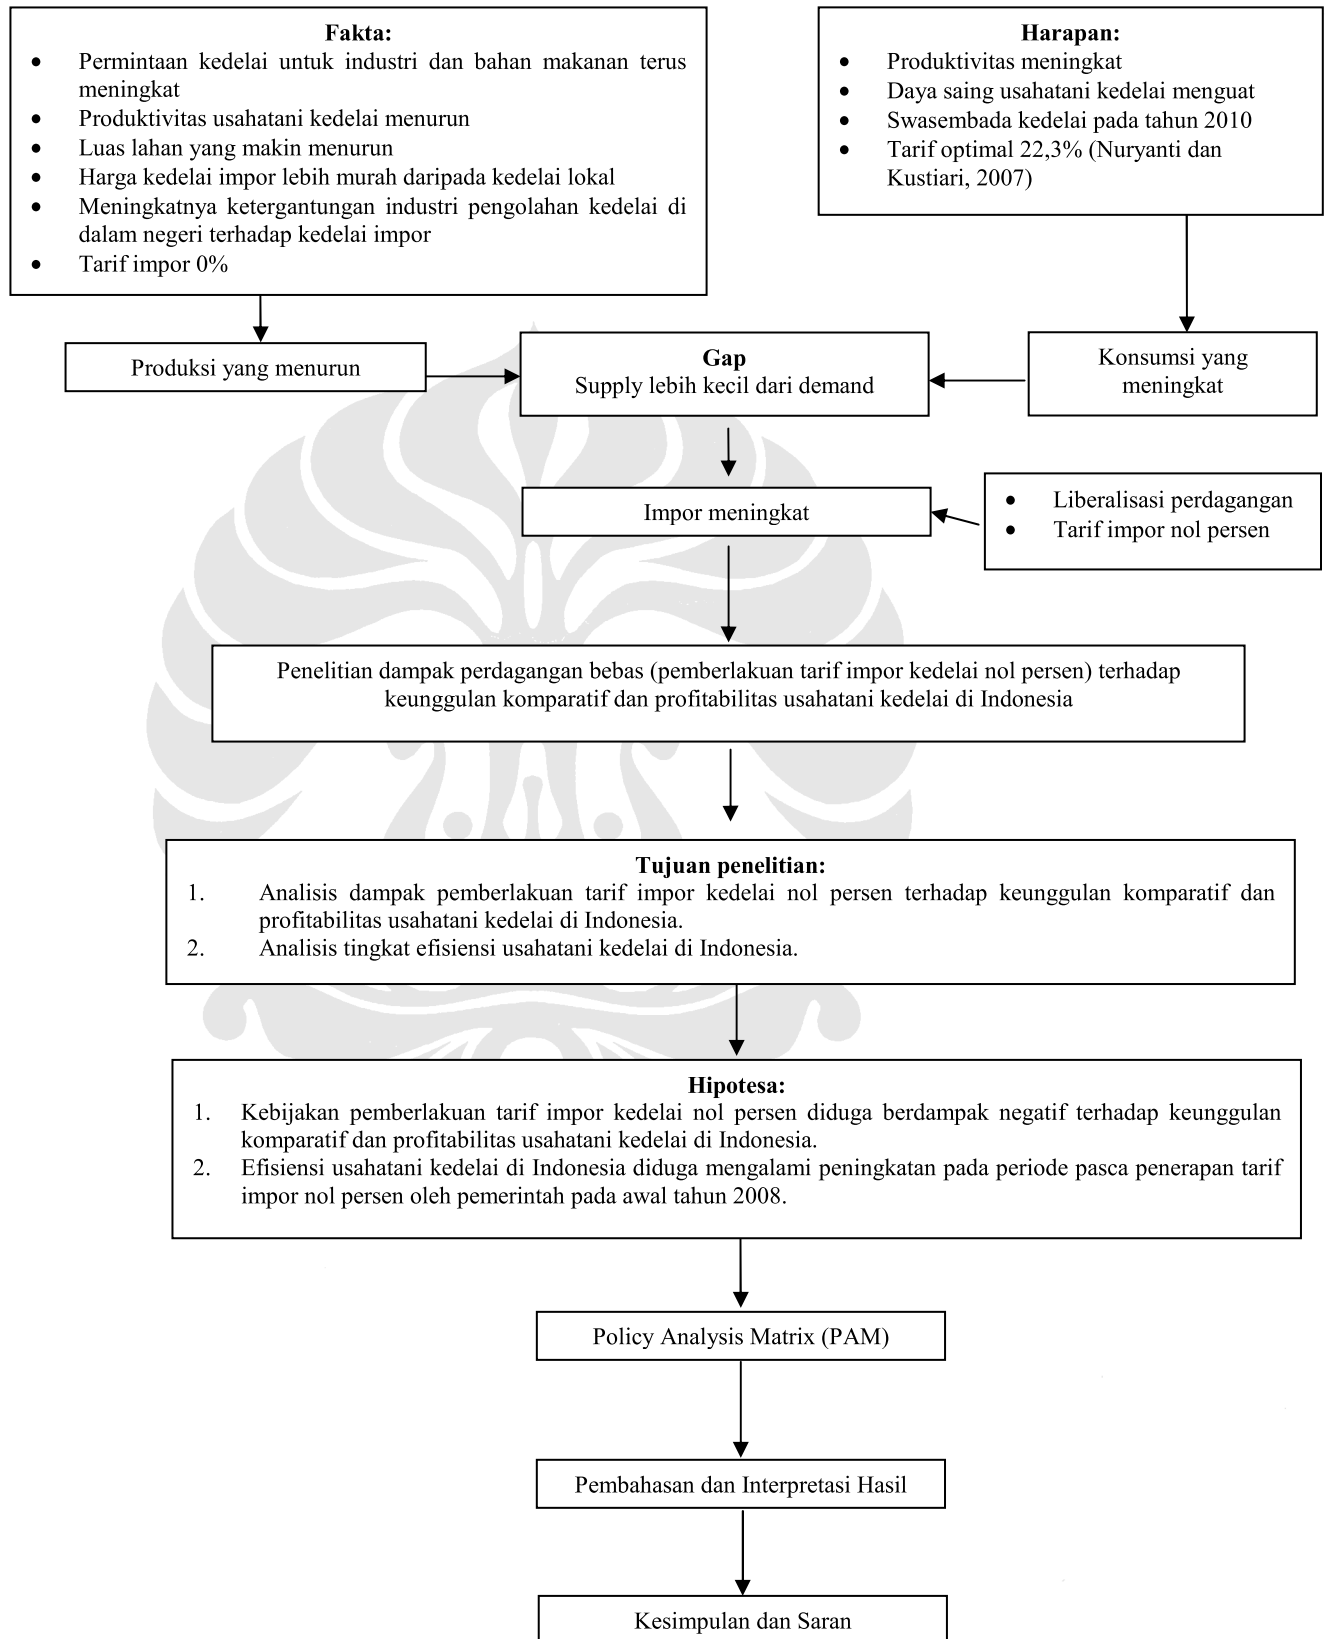 Fakta:
• Permintaan kedelai untuk industri dan bahan makanan terus
meningkat
• Produktivitas usahatani kedelai menurun
• Luas lahan yang makin menurun
• Harga kedelai impor lebih murah daripada kedelai lokal
• Meningkatnya ketergantungan industri pengolahan kedelai di
dalam negeri terhadap kedelai impor
• Tarif impor 0%
Harapan:
• Produktivitas meningkat
• Daya saing usahatani kedelai menguat
• Swasembada kedelai pada tahun 2010
• Tarif optimal 22,3% (Nuryanti dan
Kustiari, 2007)
Produksi yang menurun
Gap
Supply lebih kecil dari demand
Konsumsi yang
meningkat
Impor meningkat
• Liberalisasi perdagangan
• Tarif impor nol persen
Penelitian dampak perdagangan bebas (pemberlakuan tarif impor kedelai nol persen) terhadap
keunggulan komparatif dan profitabilitas usahatani kedelai di Indonesia
Tujuan penelitian:
1. Analisis dampak pemberlakuan tarif impor kedelai nol persen terhadap keunggulan komparatif dan
profitabilitas usahatani kedelai di Indonesia.
2. Analisis tingkat efisiensi usahatani kedelai di Indonesia.
Hipotesa:
1. Kebijakan pemberlakuan tarif impor kedelai nol persen diduga berdampak negatif terhadap keunggulan
komparatif dan profitabilitas usahatani kedelai di Indonesia.
2. Efisiensi usahatani kedelai di Indonesia diduga mengalami peningkatan pada periode pasca penerapan tarif
impor nol persen oleh pemerintah pada awal tahun 2008.
Policy Analysis Matrix (PAM)
Pembahasan dan Interpretasi Hasil
Kesimpulan dan Saran